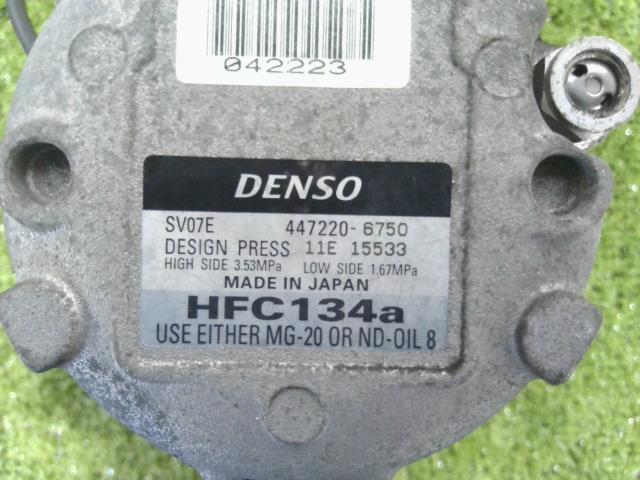 042223
DENSO
SV07E 447220-6750
DESIGN PRESS 11E 15533
HIGH SIDE 3.53MPa LOW SIDE 1.67MPa
MADE IN JAPAN
HFC134a
USE EITHER MG-20 OR ND-OIL 8